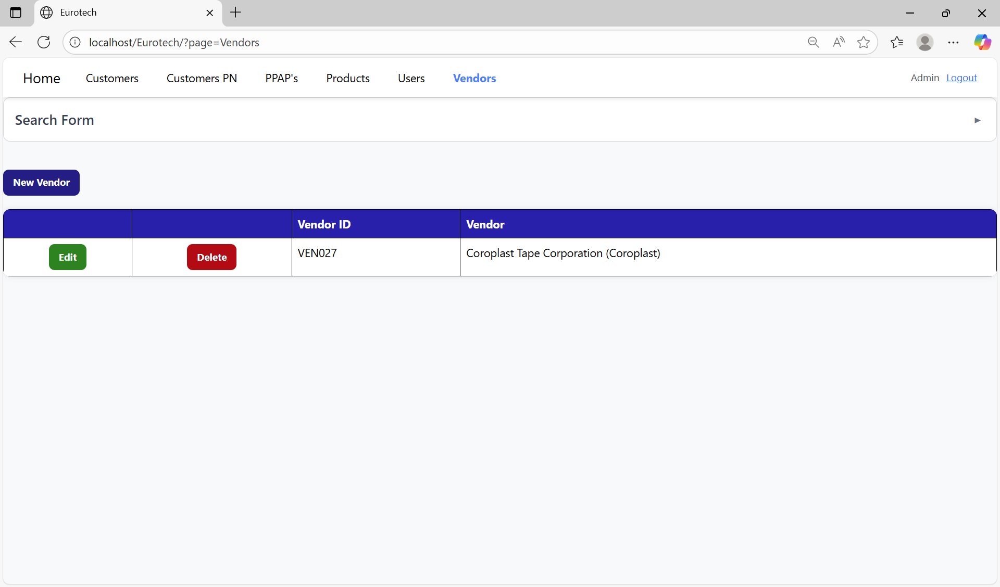 Eurotech
localhost/Eurotech/?page=Vendors
Home Customers Customers PN PPAP's Products Users Vendors Admin Logout
Search Form
New Vendor
Vendor ID Vendor
Edit Delete VEN027 Coroplast Tape Corporation (Coroplast)